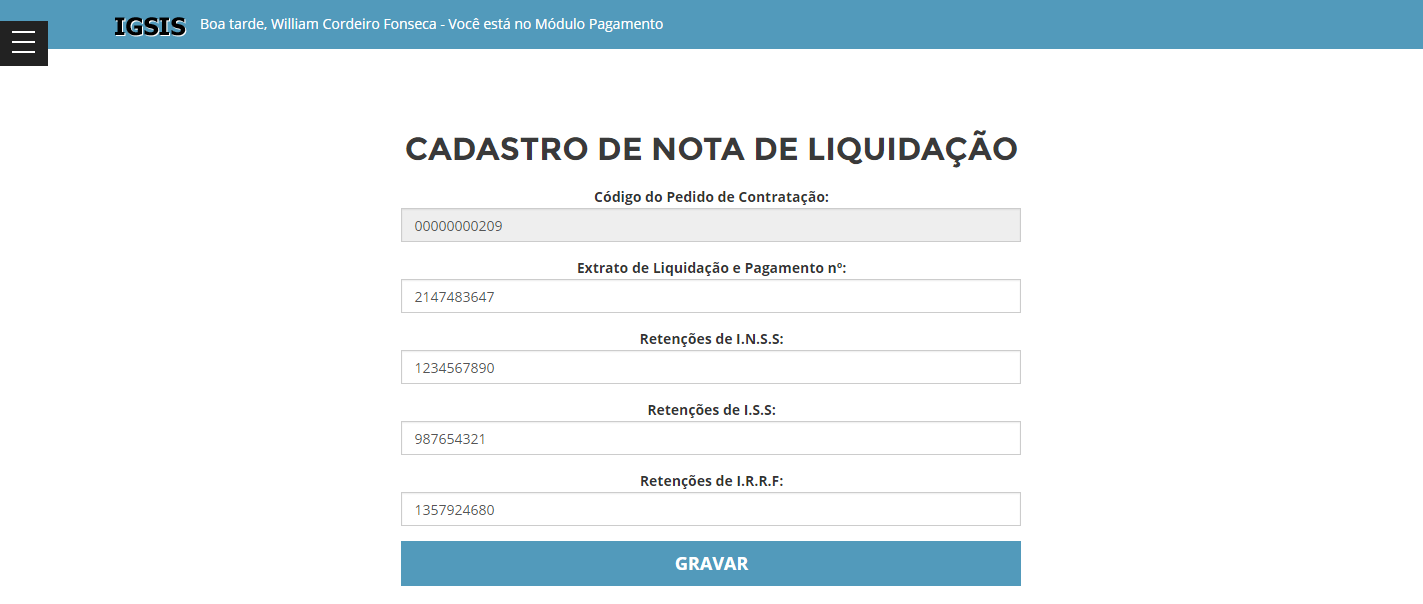 IGSIS Boa tarde, William Cordeiro Fonseca - Você está no Módulo Pagamento
CADASTRO DE NOTA DE LIQUIDAÇÃO
Código do Pedido de Contratação:
00000000209
Extrato de Liquidação e Pagamento nº:
2147483647
Retenções de I.N.S.S:
1234567890
Retenções de I.S.S:
987654321
Retenções de I.R.R.F:
1357924680
GRAVAR